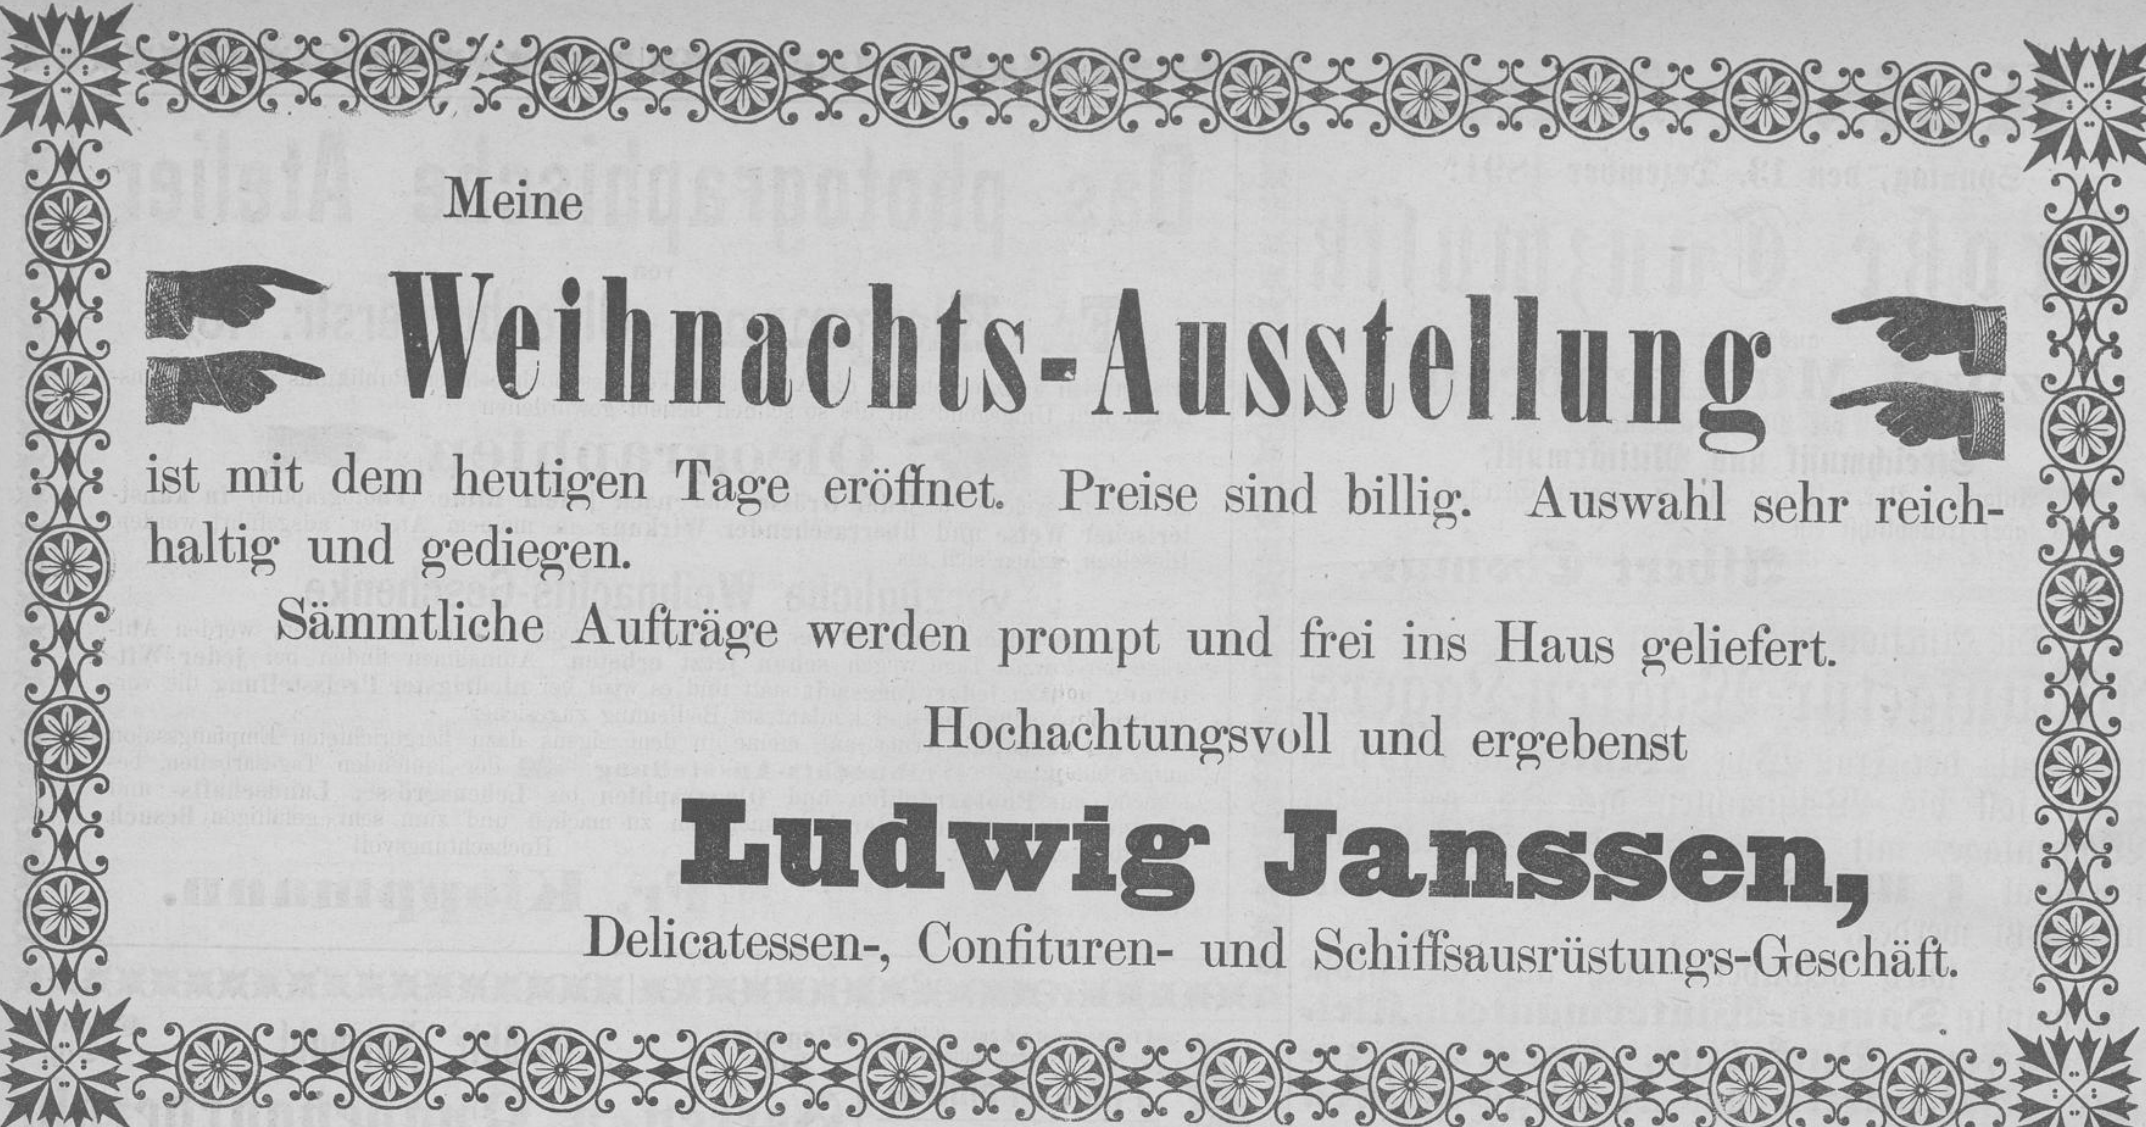 Meine
Weihnachts-Ausstellung
ist mit dem heutigen Tage eröffnet. Preise sind billig. Auswahl sehr reich-
haltig und gediegen.
Sämmtliche Aufträge werden prompt und frei ins Haus geliefert.
Hochachtungsvoll und ergebenst
Ludwig Janssen,
Delicatessen-, Confituren- und Schiffsausrüstungs-Geschäft.